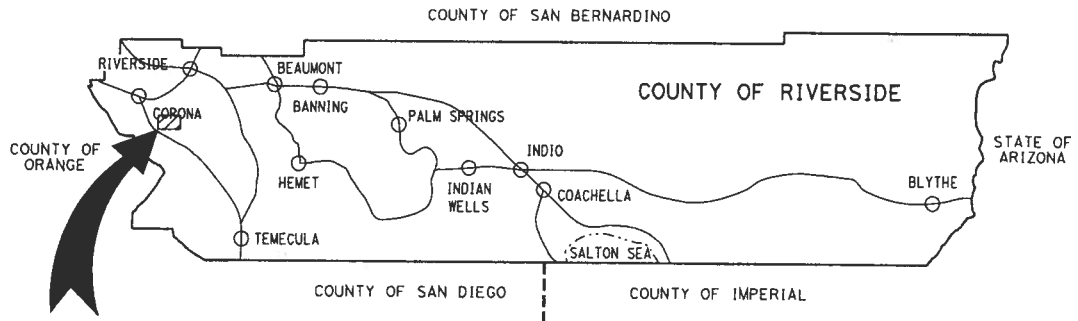 COUNTY OF SAN BERNARDINO
RIVERSIDE
BEAUMONT
BANNING
COUNTY OF RIVERSIDE
CORONA
PALM SPRINGS
COUNTY OF
ORANGE
STATE OF
ARIZONA
HEMET
INDIO
INDIAN
WELLS
COACHELLA
BLYTHE
TEMECULA
SALTON SEA
COUNTY OF SAN DIEGO
COUNTY OF IMPERIAL